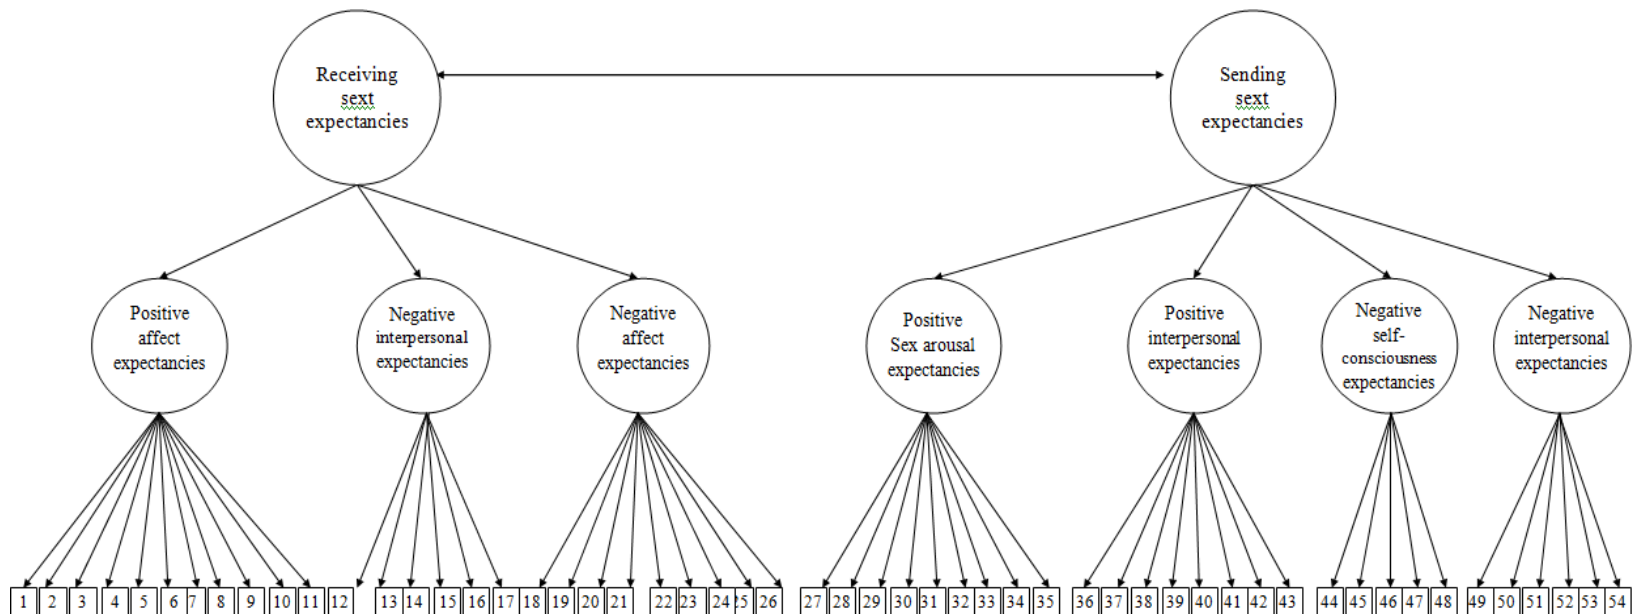 Receiving
sext
expectancies
Sending
sext
expectancies
Positive
affect
expectancies
Negative
interpersonal
expectancies
Negative
affect
expectancies
Positive
Sex arousal
expectancies
Positive
interpersonal
expectancies
Negative
self-
consciousness
expectancies
Negative
interpersonal
expectancies
1 2 3 4 5 6 7 8 9 10 11 12 13 14 15 16 17 18 19 20 21 22 23 24 25 26 27 28 29 30 31 32 33 34 35 36 37 38 39 40 41 42 43 44 45 46 47 48 49 50 51 52 53 54